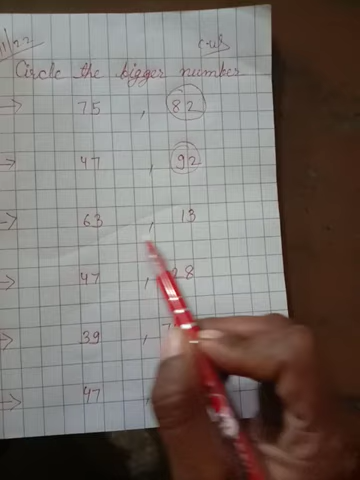 C.W
Circle the bigger number
→ 75 , 82
→ 47 , 92
→ 63 , 13
→ 47 ,
→ 39 ,
→ 47 ,